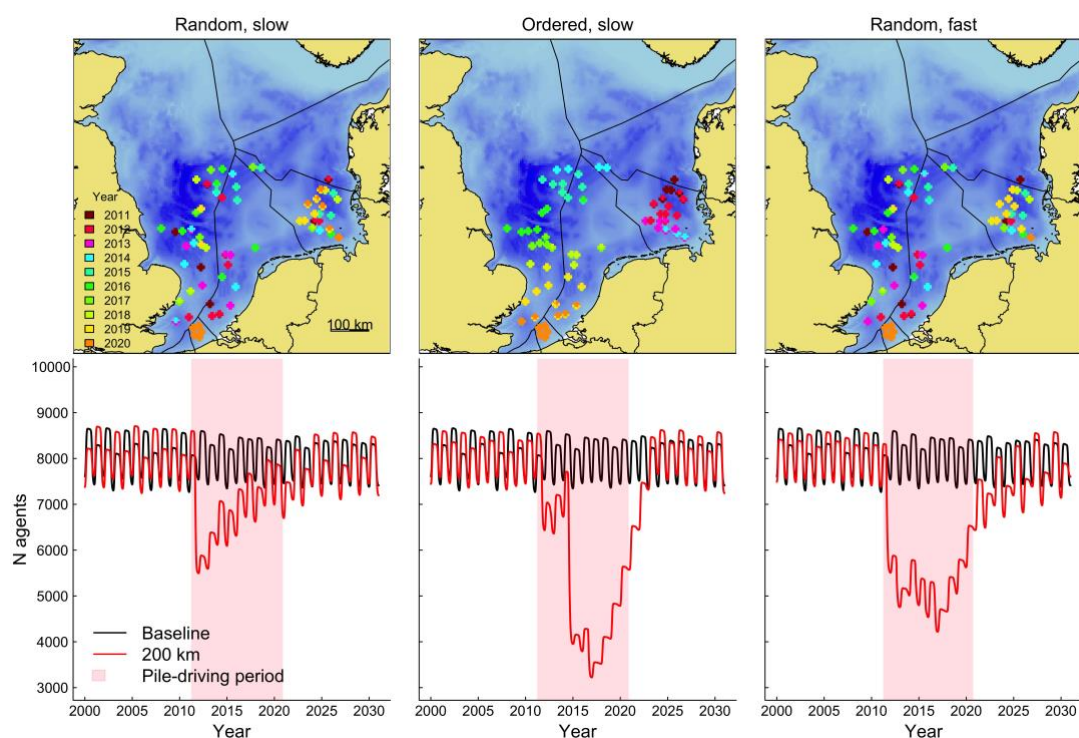 Random, slow
Ordered, slow
Random, fast
Year
2011
2012
2013
2014
2015
2016
2017
2018
2019
2020
100 km
10000
9000
8000
7000
6000
5000
4000
3000
N agents
Baseline
200 km
Pile-driving period
2000 2005 2010 2015 2020 2025 2030
2000 2005 2010 2015 2020 2025 2030
2000 2005 2010 2015 2020 2025 2030
Year
Year
Year